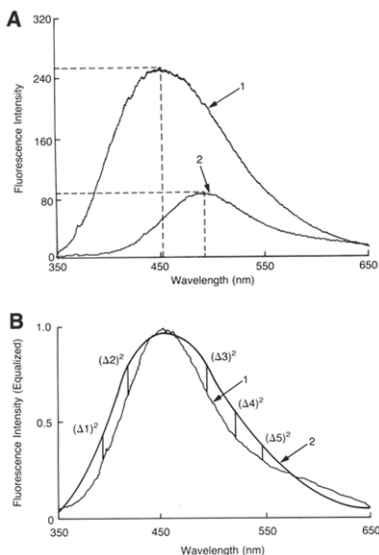 A
Fluorescence Intensity
320
240
160
80
0
1
2
350
450
550
650
Wavelength (nm)
B
Fluorescence Intensity (Equalized)
1.0
0.5
0.0
(Δ1)²
(Δ2)²
(Δ3)²
1
(Δ4)²
(Δ5)²
2
350
450
550
650
Wavelength (nm)